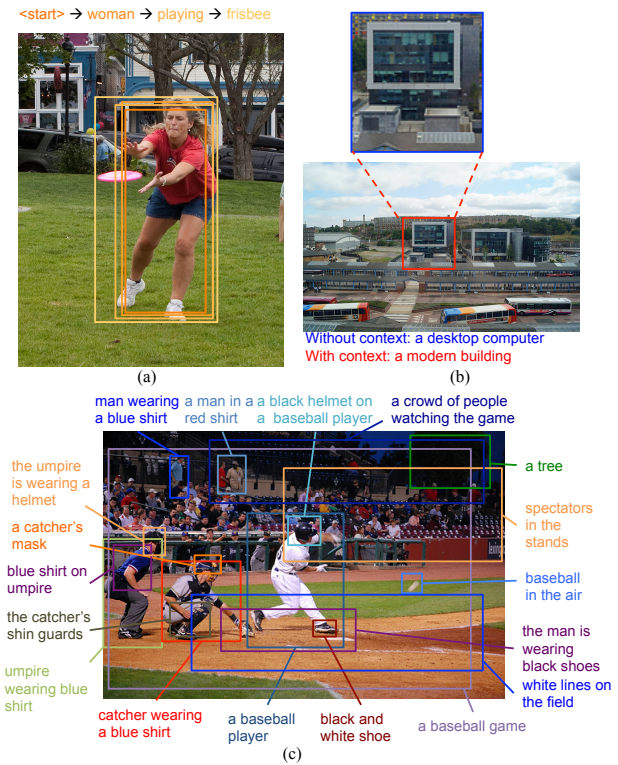 <start> → woman → playing → frisbee
(a)
Without context: a desktop computer
With context: a modern building
(b)
man wearing
a blue shirt
a man in a
red shirt
a black helmet on
a baseball player
a crowd of people
watching the game
the umpire
is wearing a
helmet
a tree
spectators
in the
stands
a catcher's
mask
blue shirt on
umpire
baseball
in the air
the catcher's
shin guards
the man is
wearing
black shoes
umpire
wearing blue
shirt
white lines on
the field
catcher wearing
a blue shirt
a baseball
player
black and
white shoe
a baseball game
(c)